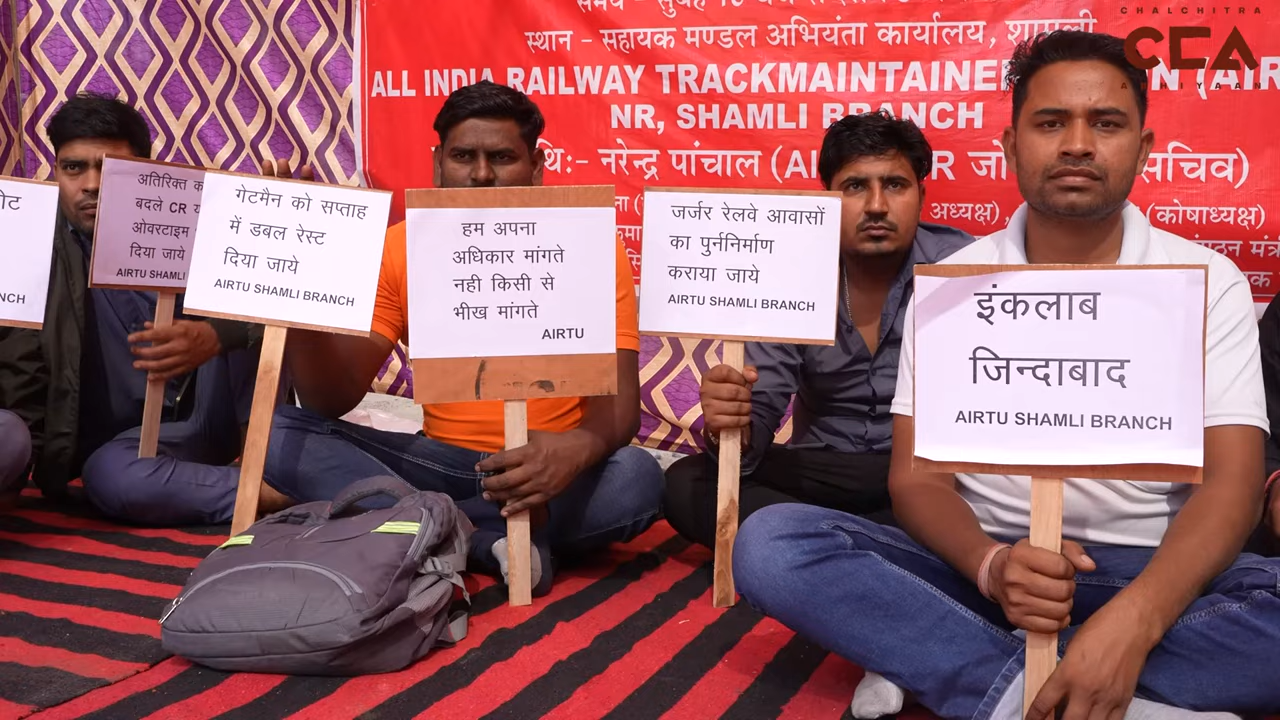 CHALCHITRA
CCA
ABHIYAAN
स्थान - सहायक मण्डल अभियंता कार्यालय, शामली
ALL INDIA RAILWAY
NR, SHAMLI BRANCH
नरेन्द्र पांचाल
सचिव)
अध्यक्ष),
(कोषाध्यक्ष)
NCH
अतिरिक्त
बदले CR
ओवरटाइम
दिया जाये
AIRTU SHAMLI
गेटमैन को सप्ताह
में डबल रेस्ट
दिया जाये
AIRTU SHAMLI BRANCH
हम अपना
अधिकार मांगते
नही किसी से
भीख मांगते
AIRTU
जर्जर रेलवे आवासों
का पुर्ननिर्माण
कराया जाये
AIRTU SHAMLI BRANCH
इंकलाब
जिन्दाबाद
AIRTU SHAMLI BRANCH